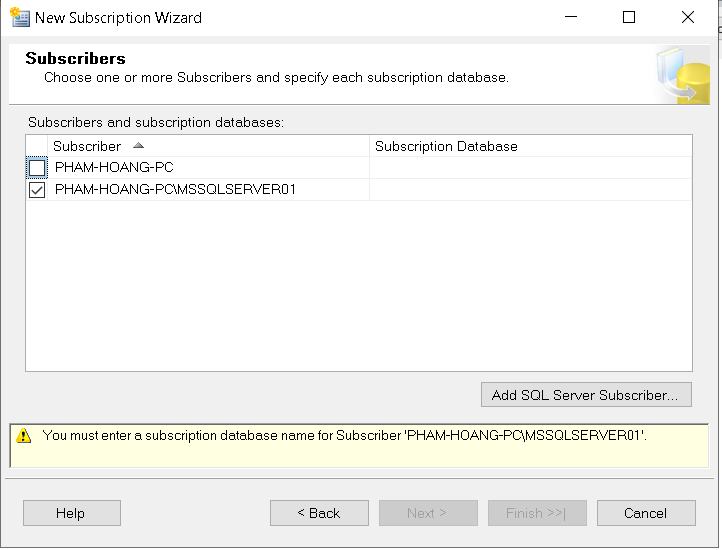 New Subscription Wizard
Subscribers
Choose one or more Subscribers and specify each subscription database.
Subscribers and subscription databases:
Subscriber Subscription Database
PHAM-HOANG-PC
PHAM-HOANG-PC\MSSQLSERVER01
Add SQL Server Subscriber...
You must enter a subscription database name for Subscriber 'PHAM-HOANG-PC\MSSQLSERVER01'.
Help < Back Next > Finish >>| Cancel